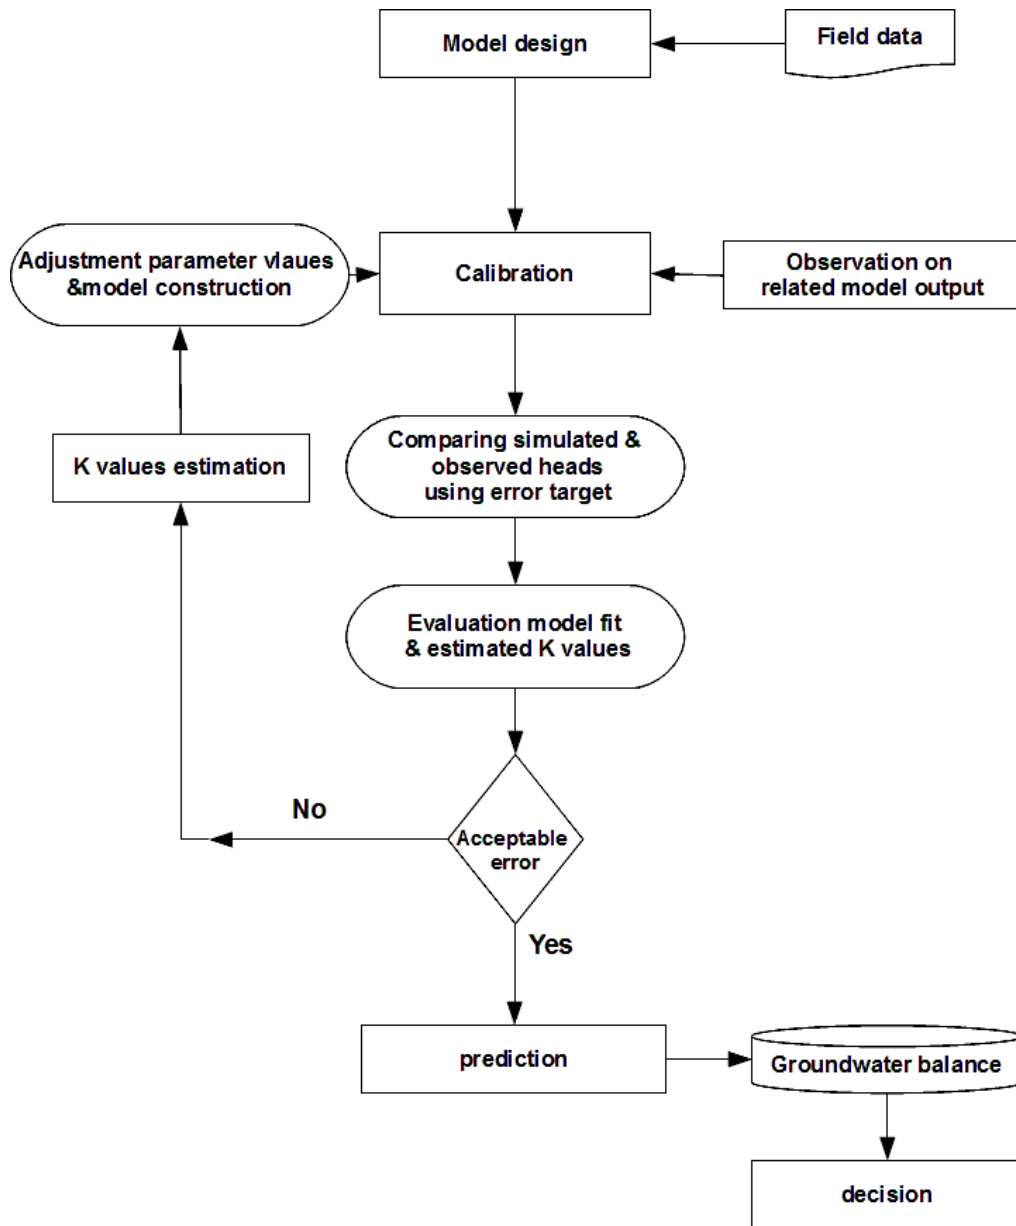 Model design
Field data
Adjustment parameter vlaues
&model construction
Calibration
Observation on
related model output
Comparing simulated &
observed heads
using error target
K values estimation
Evaluation model fit
& estimated K values
No
Acceptable
error
Yes
prediction
Groundwater balance
decision